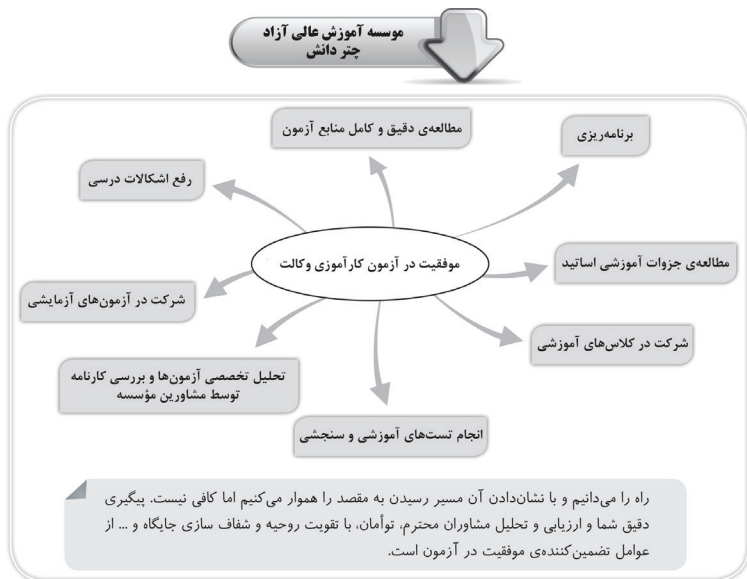 موسسه آموزش عالی آزاد
چتر دانش
مطالعه‌ی دقیق و کامل منابع آزمون
برنامه‌ریزی
رفع اشکالات درسی
موفقیت در آزمون کارآموزی وکالت
مطالعه‌ی جزوات آموزشی اساتید
شرکت در آزمون‌های آزمایشی
شرکت در کلاس‌های آموزشی
تحلیل تخصصی آزمون‌ها و بررسی کارنامه
توسط مشاورین مؤسسه
انجام تست‌های آموزشی و سنجشی
راه را می‌دانیم و با نشان‌دادن آن مسیر رسیدن به مقصد را هموار می‌کنیم اما کافی نیست. پیگیری
دقیق شما و ارزیابی و تحلیل مشاوران محترم، توأمان، با تقویت روحیه و شفاف سازی جایگاه و ... از
عوامل تضمین‌کننده‌ی موفقیت در آزمون است.